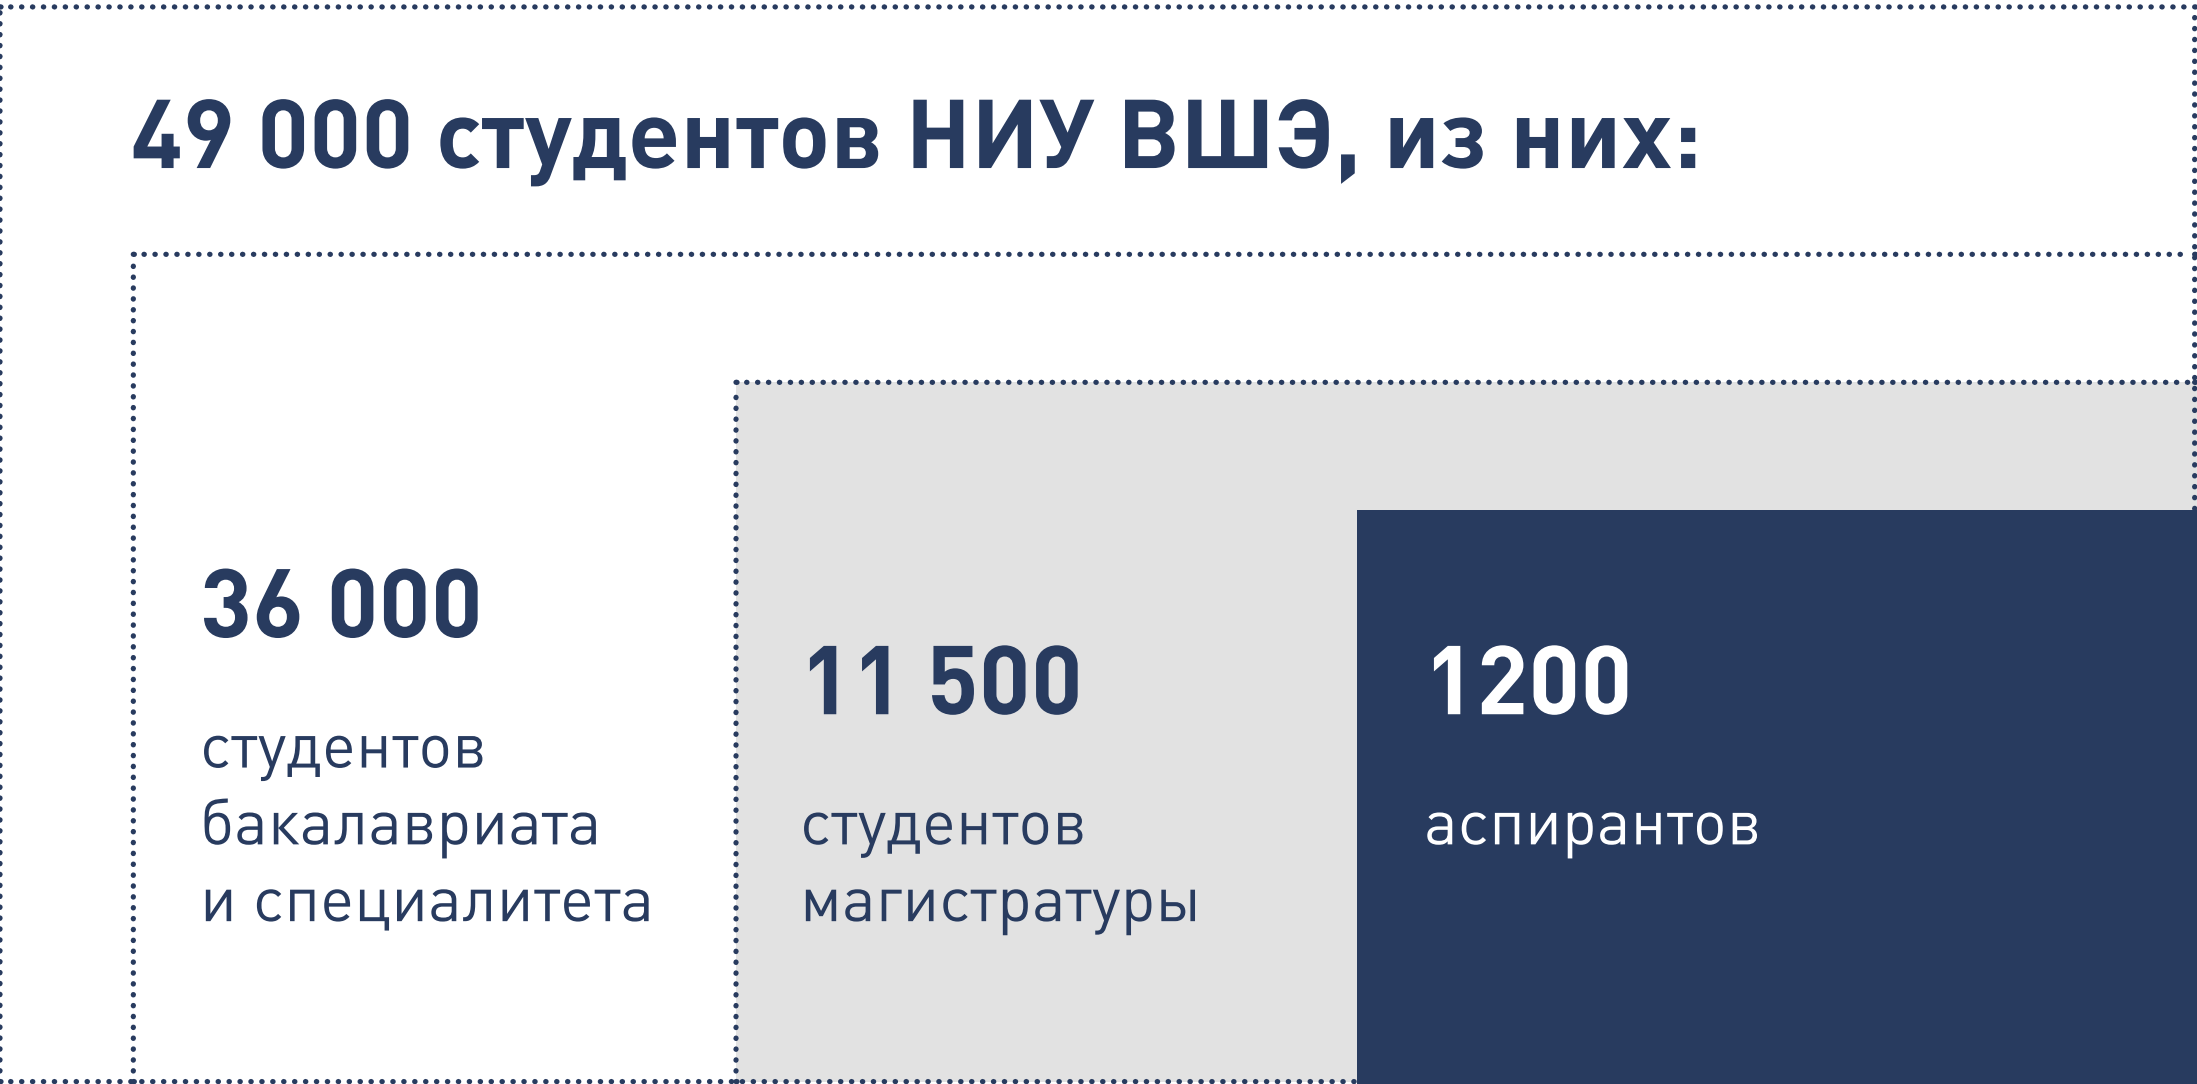 49 000 студентов НИУ ВШЭ, из них:
36 000
студентов
бакалавриата
и специалитета
11 500
студентов
магистратуры
1200
аспирантов